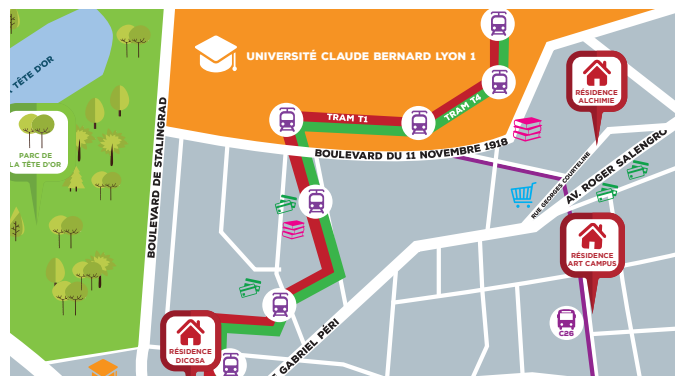 TÊTE D'OR
UNIVERSITÉ CLAUDE BERNARD LYON 1
RÉSIDENCE
ALCHIMIE
TRAM T1
TRAM T4
PARC DE
LA TÊTE D'OR
BOULEVARD DE STALINGRAD
BOULEVARD DU 11 NOVEMBRE 1918
RUE GEORGES COURTELINE
AV. ROGER SALENGRO
RÉSIDENCE
ART CAMPUS
C26
GABRIEL PÉRI
RÉSIDENCE
DICOSA